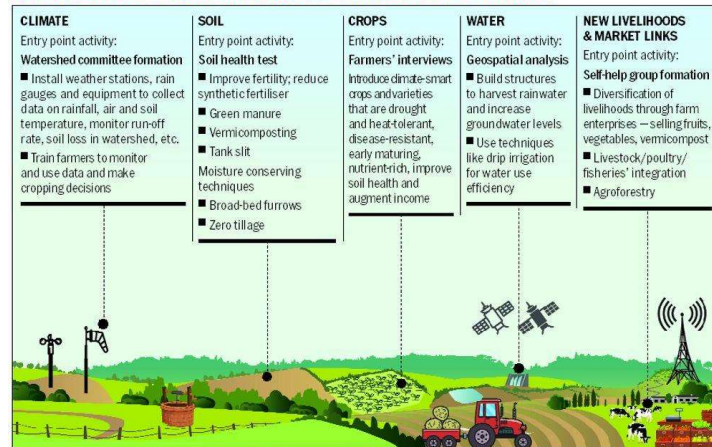 CLIMATE
Entry point activity:
Watershed committee formation
■ Install weather stations, rain
gauges and equipment to collect
data on rainfall, air and soil
temperature, monitor run-off
rate, soil loss in watershed, etc.
■ Train farmers to monitor
and use data and make
cropping decisions
SOIL
Entry point activity:
Soil health test
■ Improve fertility; reduce
synthetic fertiliser
■ Green manure
■ Vermicomposting
■ Tank slit
Moisture conserving
techniques
■ Broad-bed furrows
■ Zero tillage
CROPS
Entry point activity:
Farmers' interviews
Introduce climate-smart
crops and varieties
that are drought
and heat-tolerant,
disease-resistant,
early maturing,
nutrient-rich, improve
soil health and
augment income
WATER
Entry point activity:
Geospatial analysis
■ Build structures
to harvest rainwater
and increase
groundwater levels
■ Use techniques
like drip irrigation
for water use
efficiency
NEW LIVELIHOODS
& MARKET LINKS
Entry point activity:
Self-help group formation
■ Diversification of
livelihoods through farm
enterprises — selling fruits,
vegetables, vermicompost
■ Livestock/poultry/
fisheries' integration
■ Agroforestry